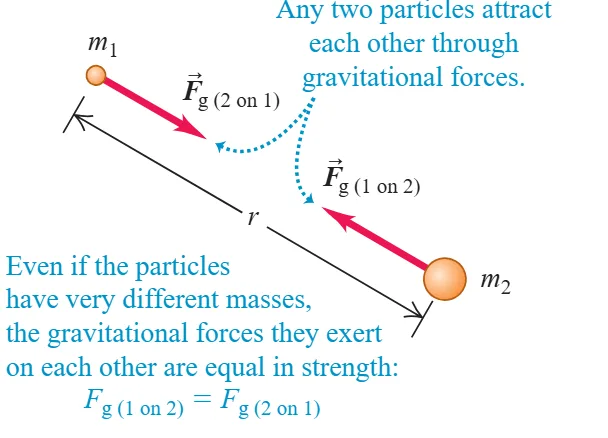 Any two particles attract
each other through
gravitational forces.
m₁
F⃗g (2 on 1)
F⃗g (1 on 2)
r
m₂
Even if the particles
have very different masses,
the gravitational forces they exert
on each other are equal in strength:
Fg (1 on 2) = Fg (2 on 1)